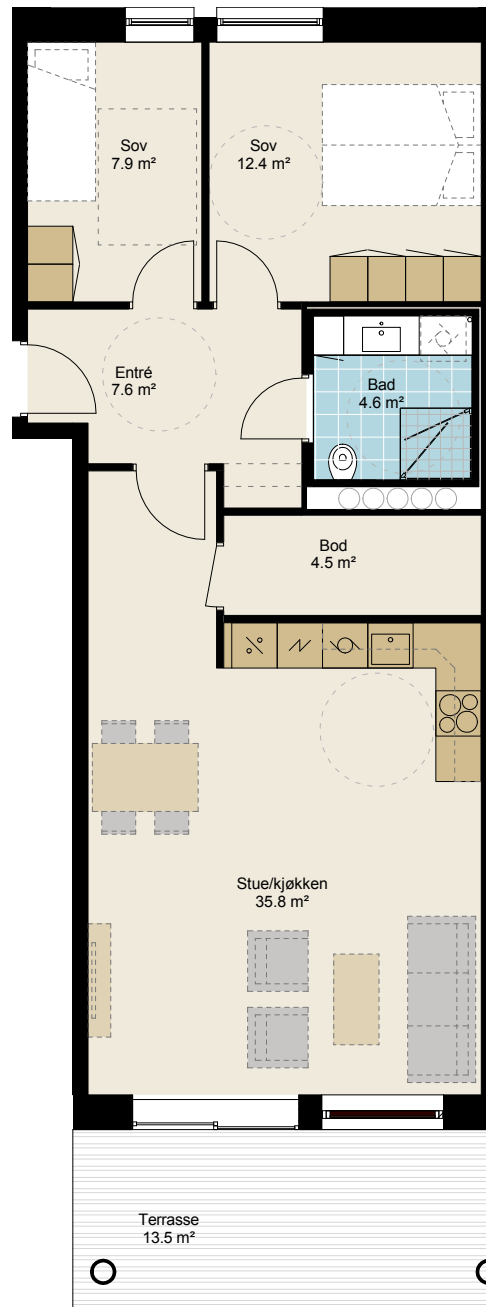 Sov
7.9 m²
Sov
12.4 m²
Entré
7.6 m²
Bad
4.6 m²
Bod
4.5 m²
Stue/kjøkken
35.8 m²
Terrasse
13.5 m²